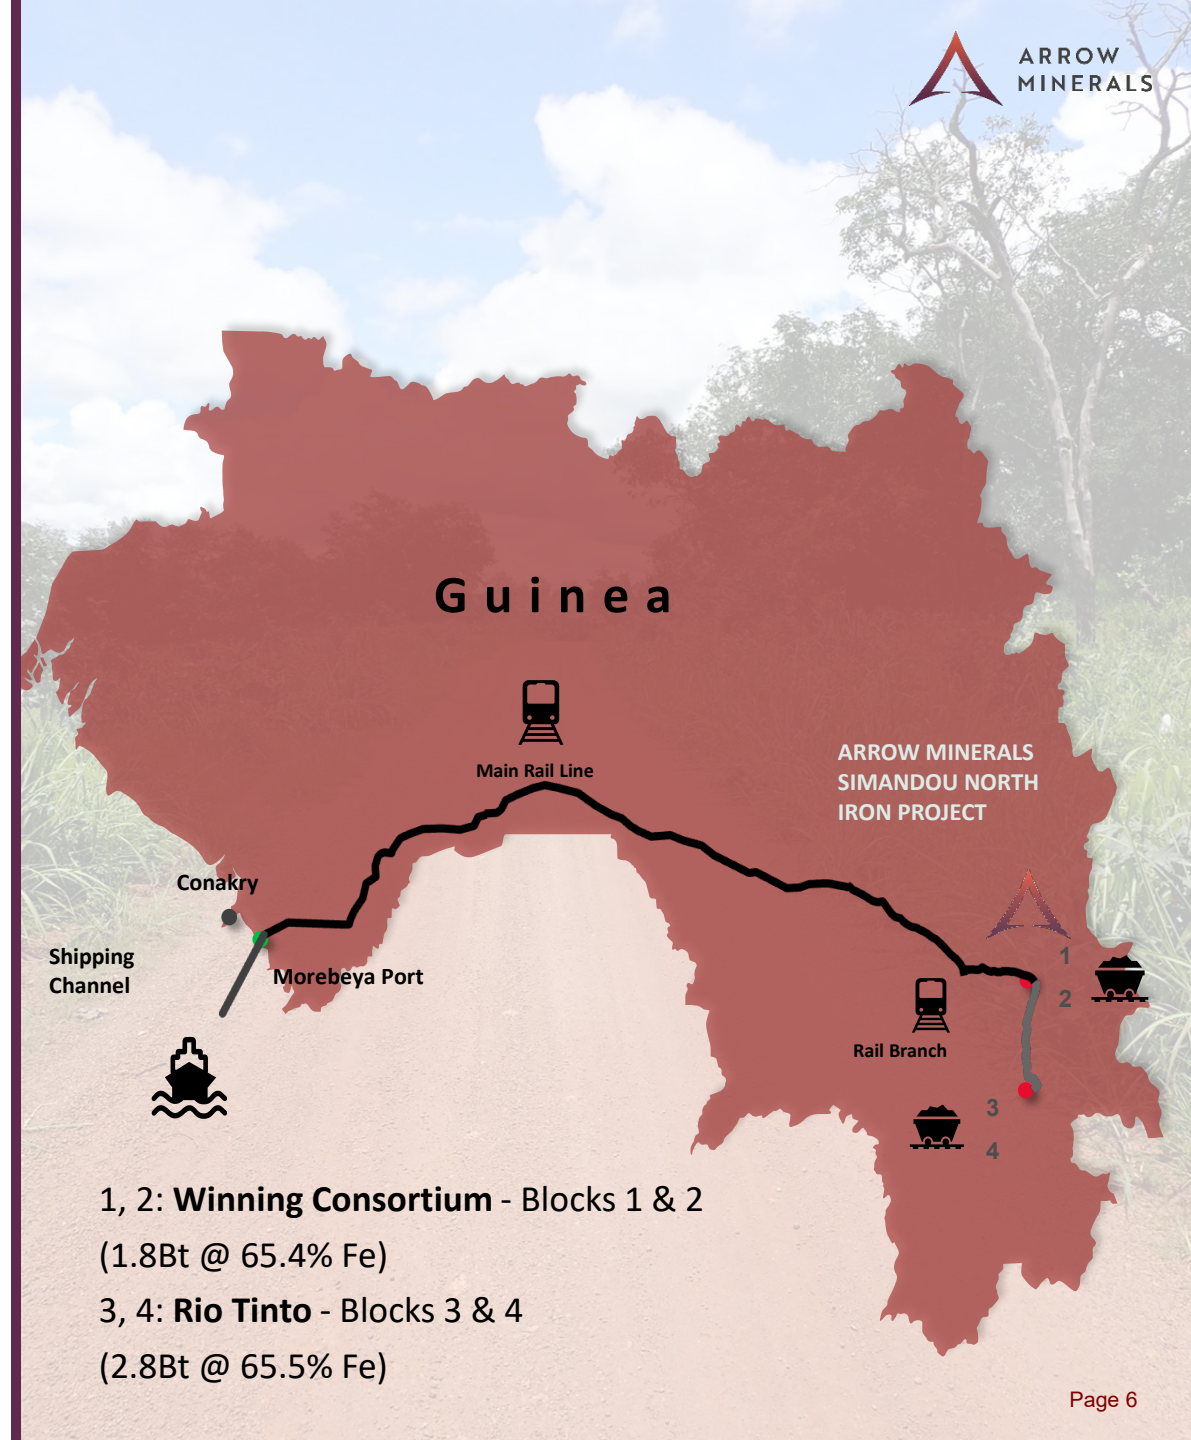 ARROW
MINERALS
Guinea
Main Rail Line
ARROW MINERALS
SIMANDOU NORTH
IRON PROJECT
Conakry
Shipping
Channel
Morebeya Port
1
2
Rail Branch
3
4
1, 2: Winning Consortium - Blocks 1 & 2
(1.8Bt @ 65.4% Fe)
3, 4: Rio Tinto - Blocks 3 & 4
(2.8Bt @ 65.5% Fe)
Page 6